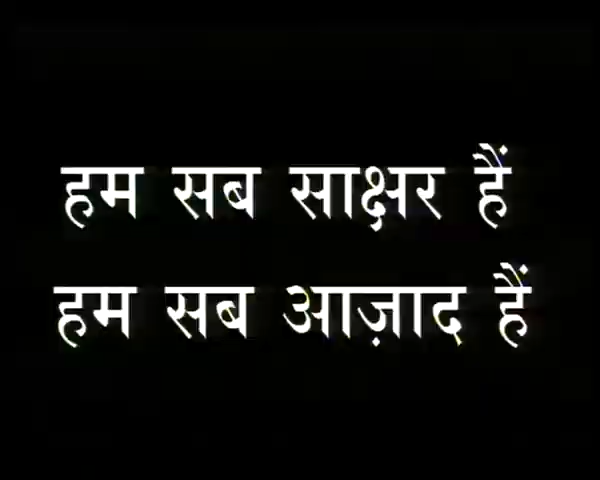 हम सब साक्षर हैं
हम सब आज़ाद हैं